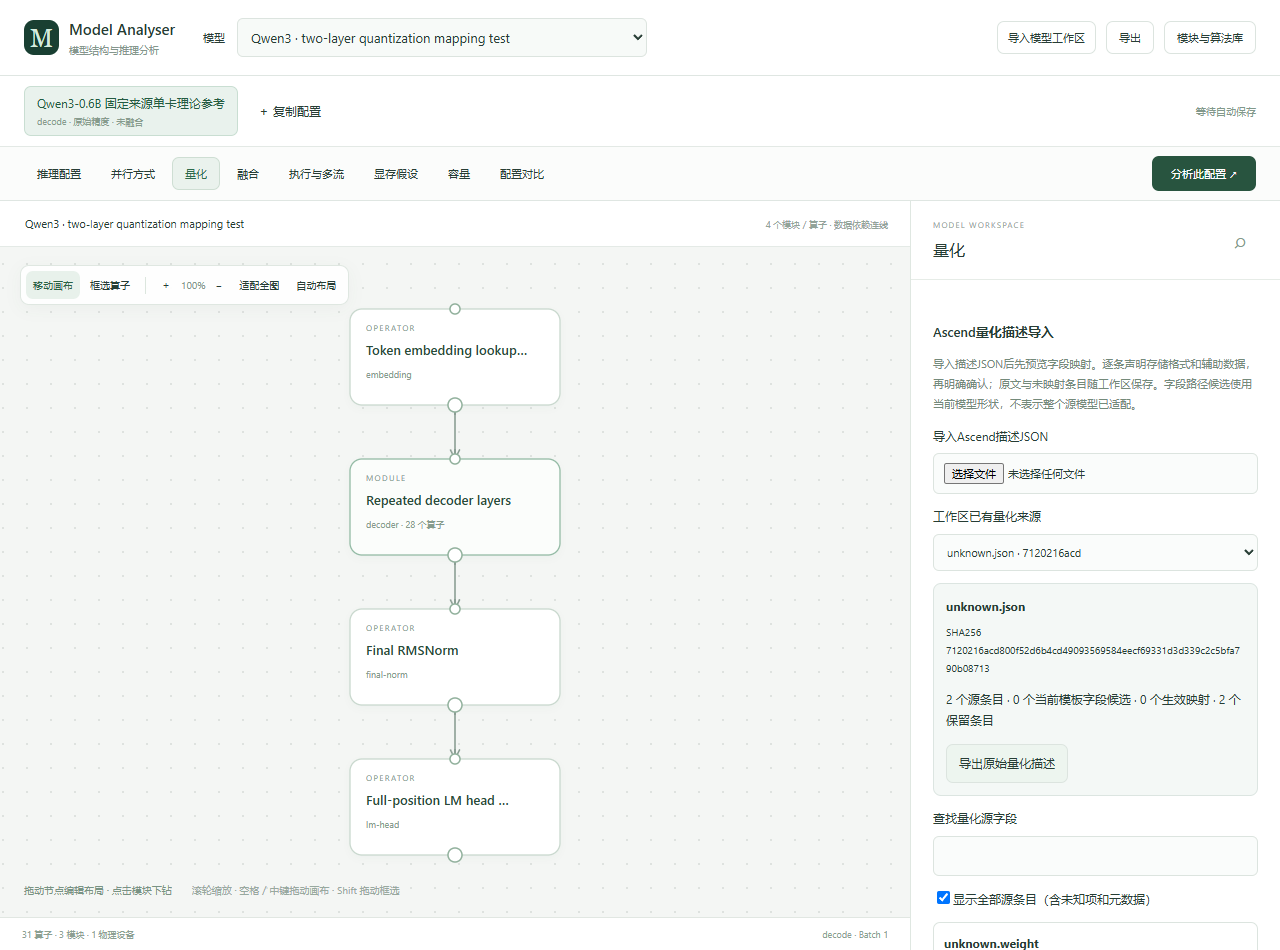 M
Model Analyser
模型结构与推理分析
模型
Qwen3 · two-layer quantization mapping test
导入模型工作区
导出
模块与算法库
Qwen3-0.6B 固定来源单卡理论参考
decode · 原始精度 · 未融合
+ 复制配置
等待自动保存
推理配置
并行方式
量化
融合
执行与多流
显存假设
容量
配置对比
分析此配置 ↗
Qwen3 · two-layer quantization mapping test
4 个模块 / 算子 · 数据依赖连线
移动画布
框选算子
+
100%
−
适配全图
自动布局
OPERATOR
Token embedding lookup...
embedding
MODULE
Repeated decoder layers
decoder · 28 个算子
OPERATOR
Final RMSNorm
final-norm
OPERATOR
Full-position LM head ...
lm-head
拖动节点编辑布局 · 点击模块下钻
滚轮缩放 · 空格 / 中键拖动画布 · Shift 拖动框选
31 算子 · 3 模块 · 1 物理设备
decode · Batch 1
MODEL WORKSPACE
量化
Ascend量化描述导入
导入描述JSON后先预览字段映射。逐条声明存储格式和辅助数据，
再明确确认；原文与未映射条目随工作区保存。字段路径候选使用
当前模型形状，不表示整个源模型已适配。
导入Ascend描述JSON
选择文件 未选择任何文件
工作区已有量化来源
unknown.json · 7120216acd
unknown.json
SHA256
7120216acd800f52d6b4cd49093569584eecf69331d3d339c2c5bfa7
90b08713
2 个源条目 · 0 个当前模板字段候选 · 0 个生效映射 · 2 个
保留条目
导出原始量化描述
查找量化源字段
显示全部源条目（含未知项和元数据）
unknown.weight